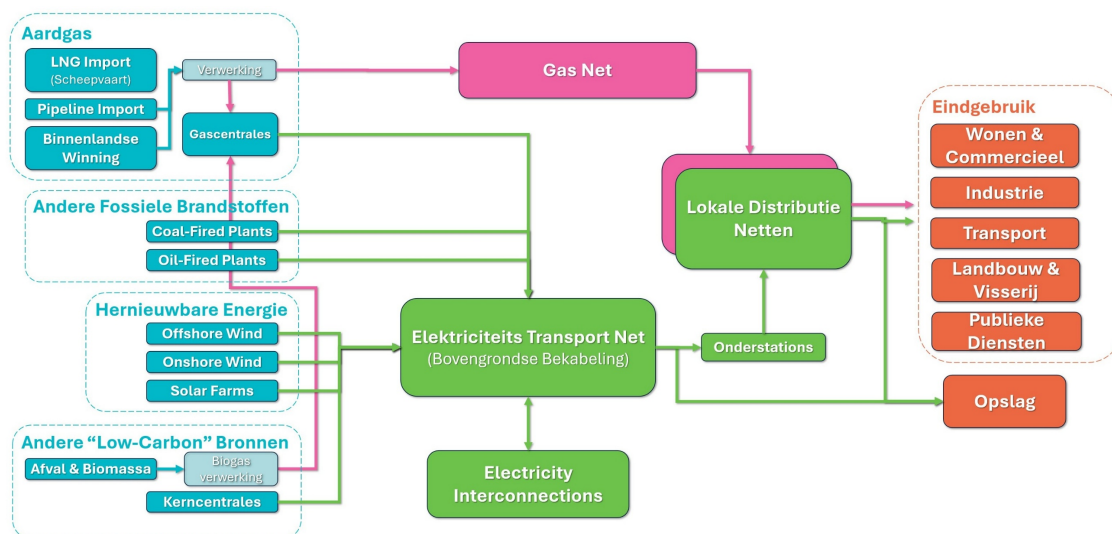 Aardgas
LNG Import
(Scheepvaart)
Pipeline Import
Binnenlandse
Winning
Verwerking
Gascentrales
Andere Fossiele Brandstoffen
Coal-Fired Plants
Oil-Fired Plants
Hernieuwbare Energie
Offshore Wind
Onshore Wind
Solar Farms
Andere “Low-Carbon” Bronnen
Afval & Biomassa
Biogas
verwerking
Kerncentrales
Gas Net
Elektriciteits Transport Net
(Bovengrondse Bekabeling)
Electricity
Interconnections
Lokale Distributie
Netten
Onderstations
Eindgebruik
Wonen &
Commercieel
Industrie
Transport
Landbouw &
Visserij
Publieke
Diensten
Opslag